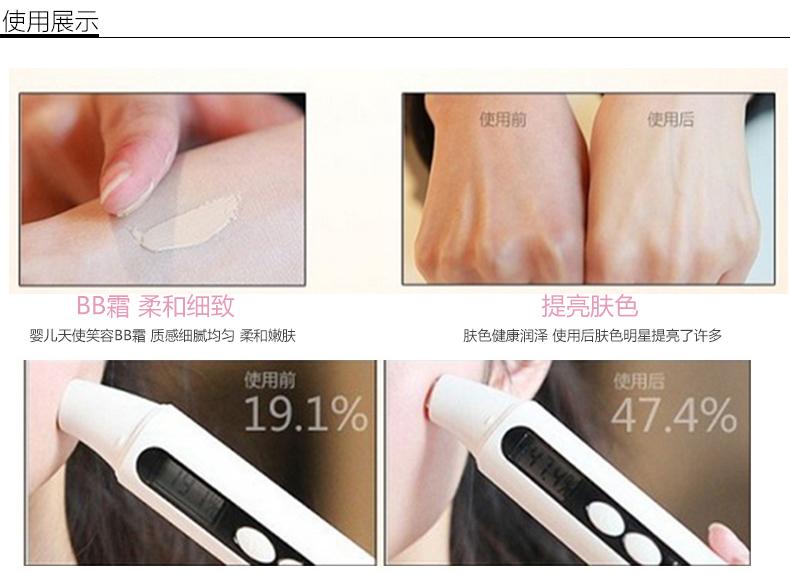 使用展示
使用前
使用后
BB霜 柔和细致
提亮肤色
婴儿天使笑容BB霜 质感细腻均匀 柔和嫩肤
肤色健康润泽 使用后肤色明星提亮了许多
使用前
19.1%
使用后
47.4%
47.4%